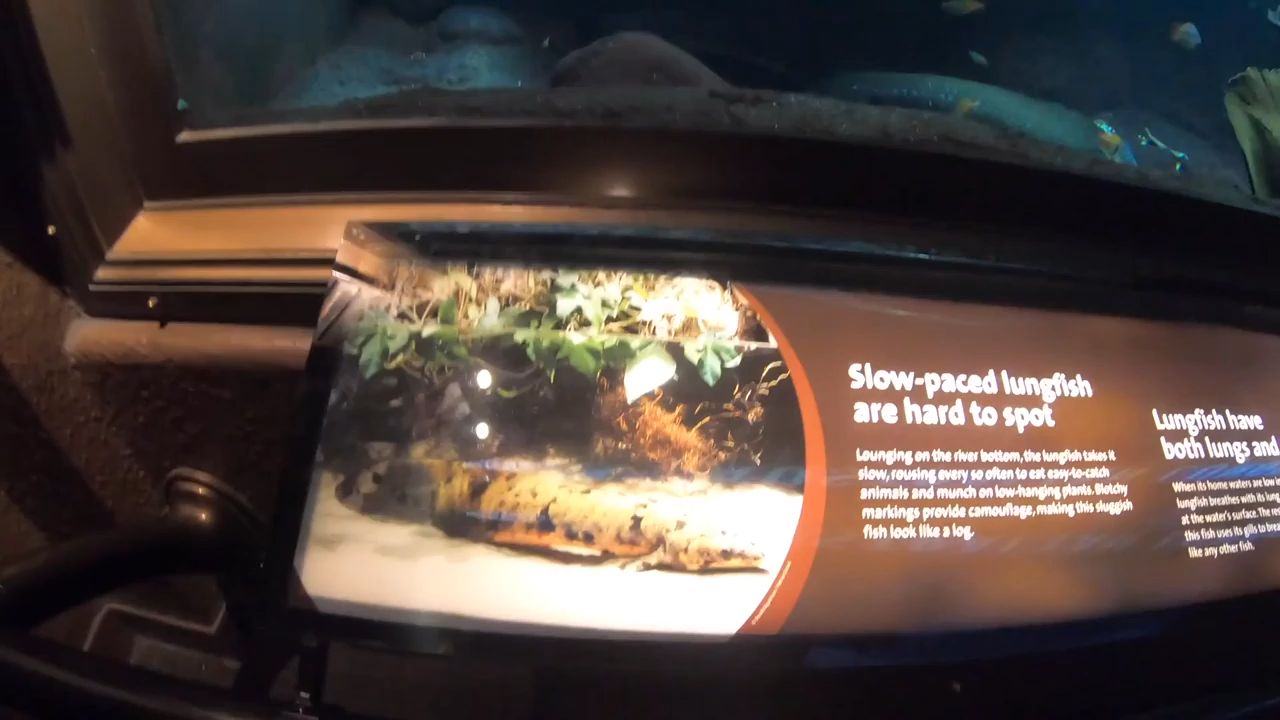 Slow-paced lungfish
are hard to spot
Lounging on the river bottom, the lungfish takes it
slow, rousing every so often to eat easy-to-catch
animals and munch on low-hanging plants. Blotchy
markings provide camouflage, making this sluggish
fish look like a log.
Lungfish have
both lungs and
When its home waters are low
lungfish breathes with its lung
at the water's surface. The res
this fish uses its gills to brea
like any other fish.